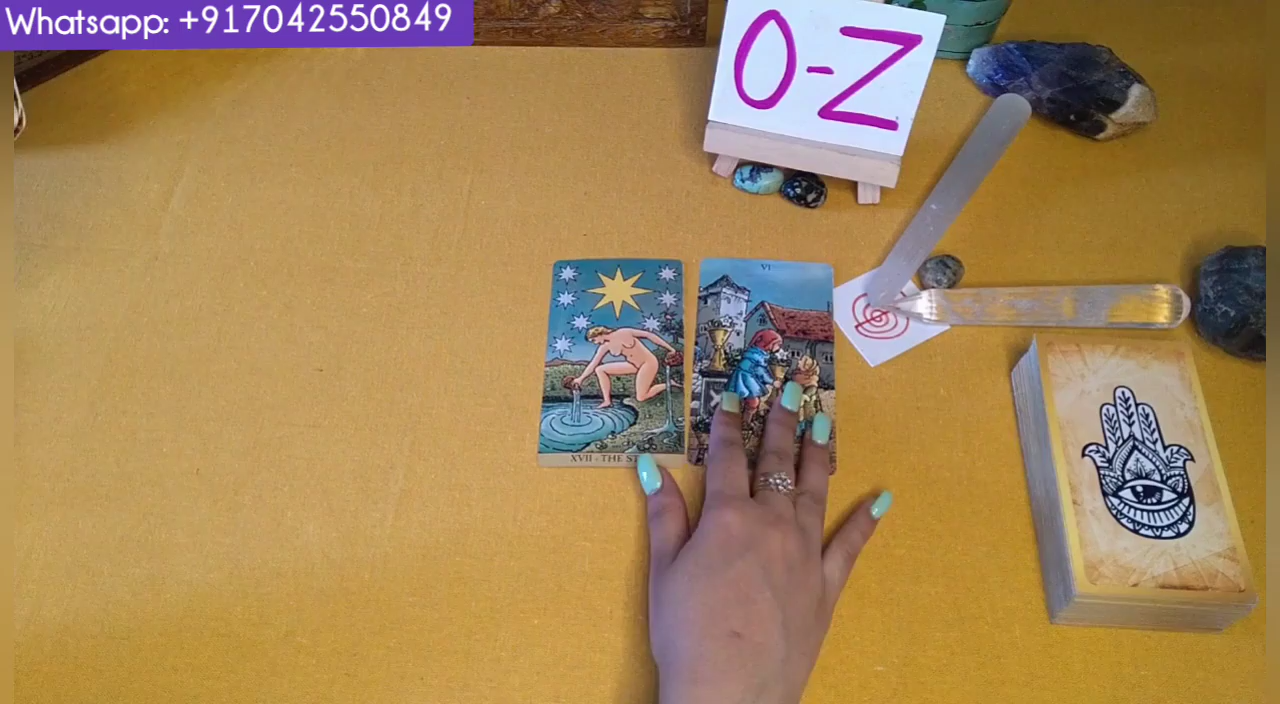 Whatsapp: +917042550849
O-Z
VI
XVII • THE ST